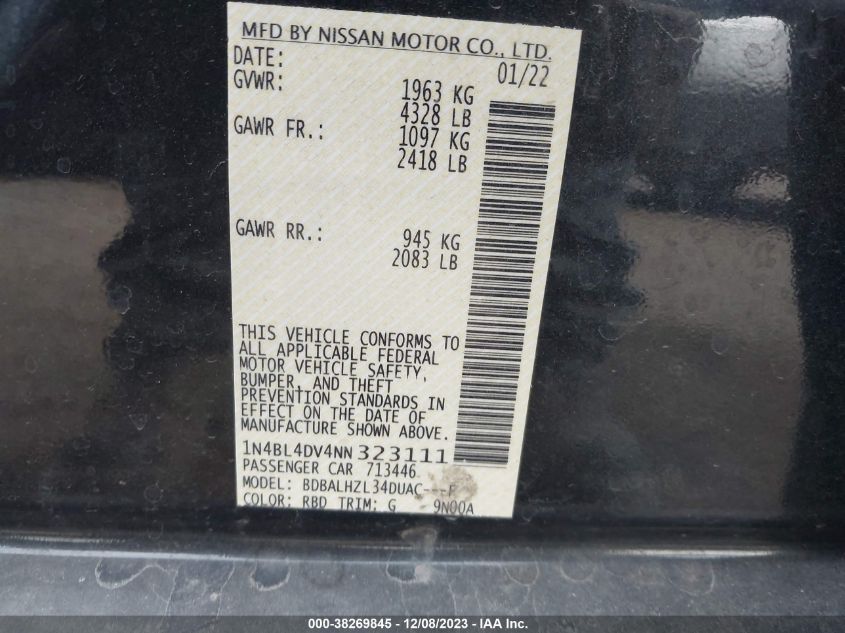 MFD BY NISSAN MOTOR CO., LTD.
DATE: 01/22
GVWR: 1963 KG
4328 LB
GAWR FR.: 1097 KG
2418 LB
GAWR RR.: 945 KG
2083 LB
THIS VEHICLE CONFORMS TO
ALL APPLICABLE FEDERAL
MOTOR VEHICLE SAFETY,
BUMPER, AND THEFT
PREVENTION STANDARDS IN
EFFECT ON THE DATE OF
MANUFACTURE SHOWN ABOVE.
1N4BL4DV4NN323111
PASSENGER CAR 713446
MODEL: BDBALHZL34DUAC---F
COLOR: RBD TRIM: G 9N00A
000-38269845 - 12/08/2023 - IAA Inc.